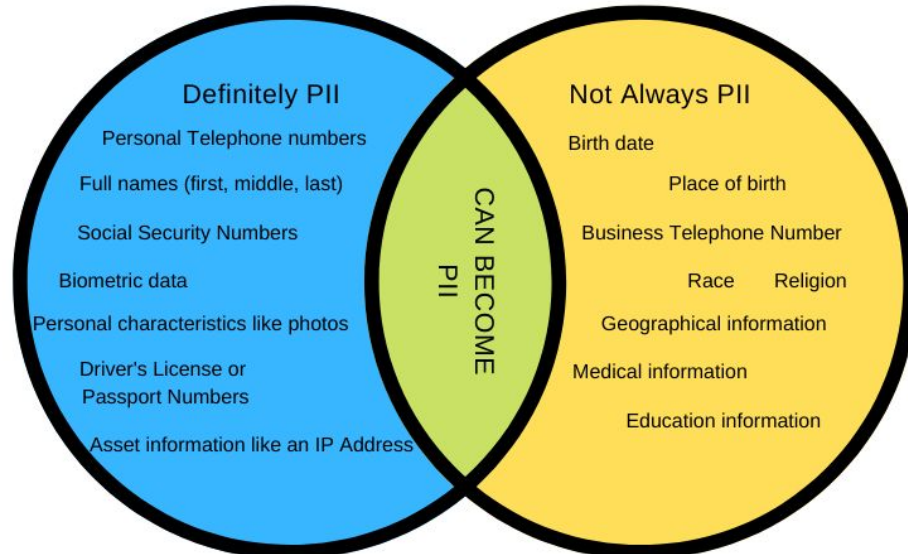 Definitely PII
Personal Telephone numbers
Full names (first, middle, last)
Social Security Numbers
Biometric data
Personal characteristics like photos
Driver's License or
Passport Numbers
Asset information like an IP Address
CAN BECOME
PII
Not Always PII
Birth date
Place of birth
Business Telephone Number
Race Religion
Geographical information
Medical information
Education information